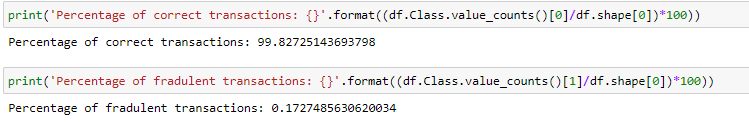 print('Percentage of correct transactions: {}'.format((df.Class.value_counts()[0]/df.shape[0])*100))
Percentage of correct transactions: 99.82725143693798
print('Percentage of fradulent transactions: {}'.format((df.Class.value_counts()[1]/df.shape[0])*100))
Percentage of fradulent transactions: 0.1727485630620034